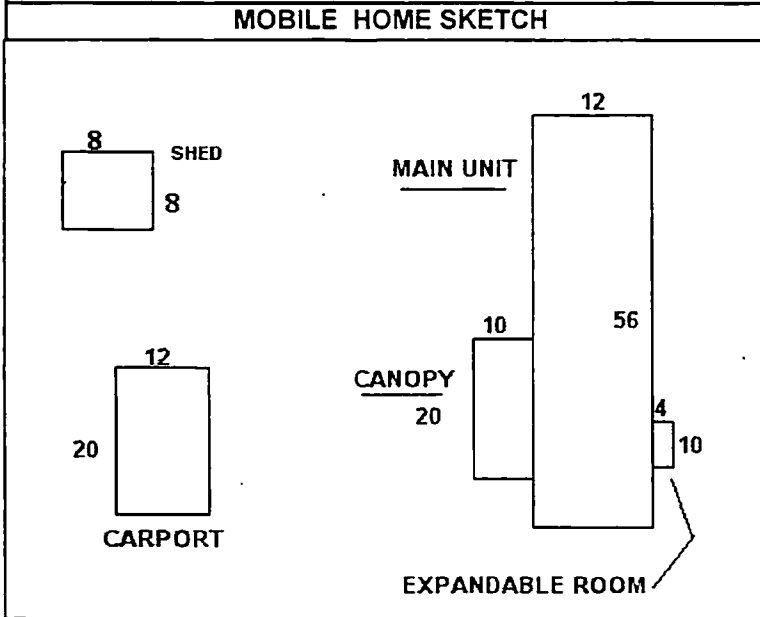 MOBILE HOME SKETCH
12
8
SHED
8
MAIN UNIT
56
10
CANOPY
20
12
20
CARPORT
4
10
EXPANDABLE ROOM